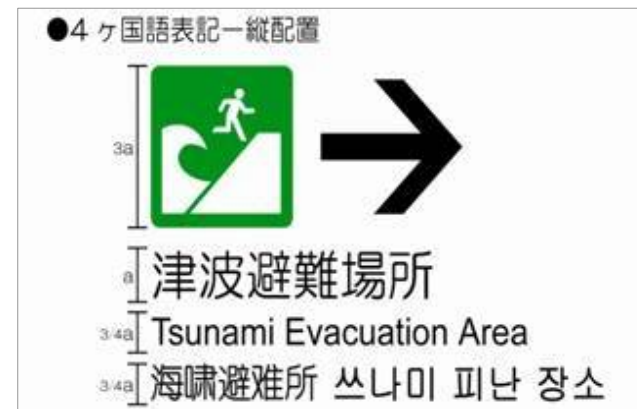 ●4ヶ国語表記ー縦配置
3a
a 津波避難場所
3/4a Tsunami Evacuation Area
3/4a 海啸避难所 쓰나미 피난 장소